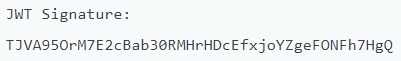 JWT Signature:
TJVA95OrM7E2cBab30RMHrHDcEfxjoYZgeFONFh7HgQ